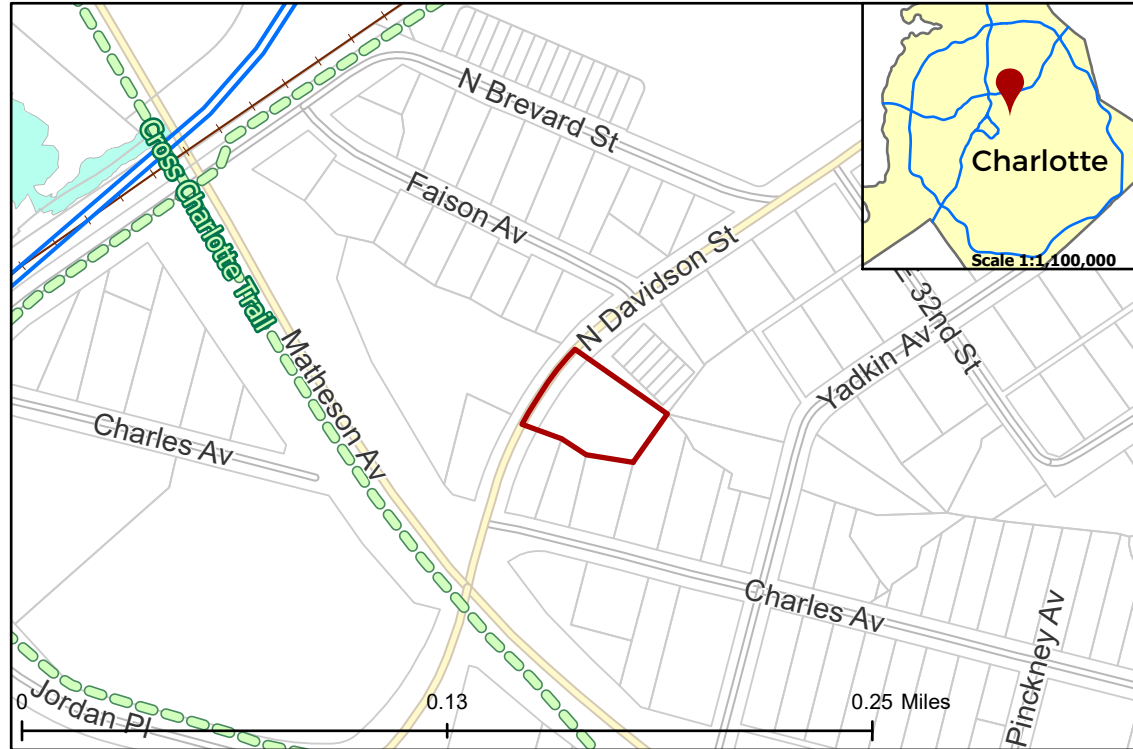 N Brevard St
Charlotte
Scale 1:1,100,000
Cross Charlotte Trail
Faison Av
N Davidson St
E 32nd St
Yadkin Av
Matheson Av
Charles Av
Charles Av
Pinckney Av
Jordan Pl
0 0.13 0.25 Miles